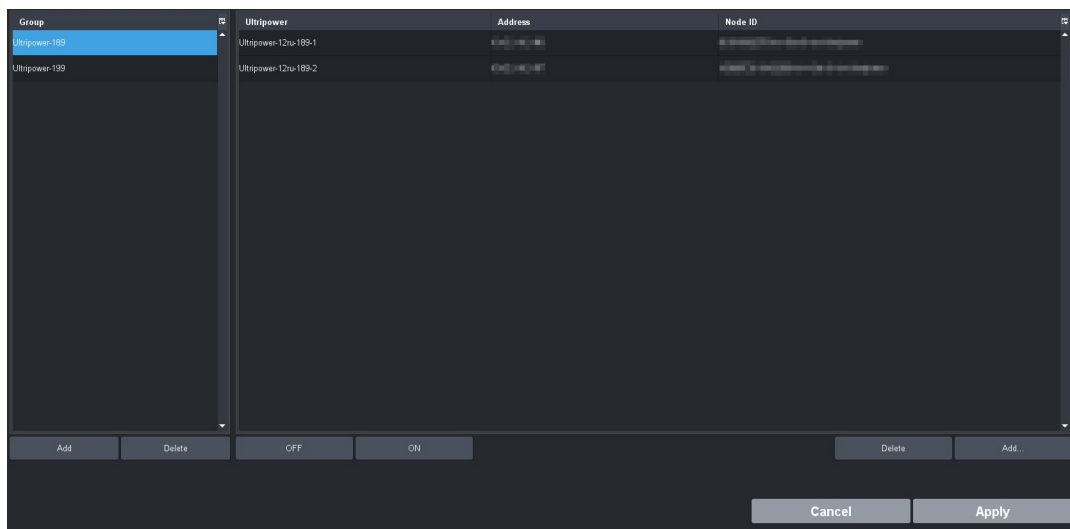 Group Ultripower Address Node ID
Ultripower-189 Ultripower-12ru-189-1
Ultripower-199 Ultripower-12ru-189-2
Add Delete OFF ON Delete Add...
Cancel Apply